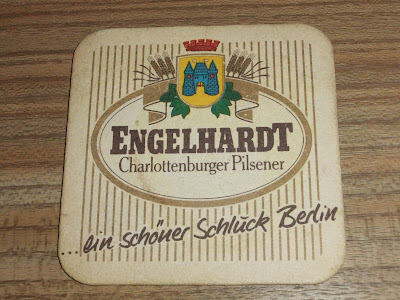 ENGELHARDT
Charlottenburger Pilsener
...ein schöner Schluck Berlin